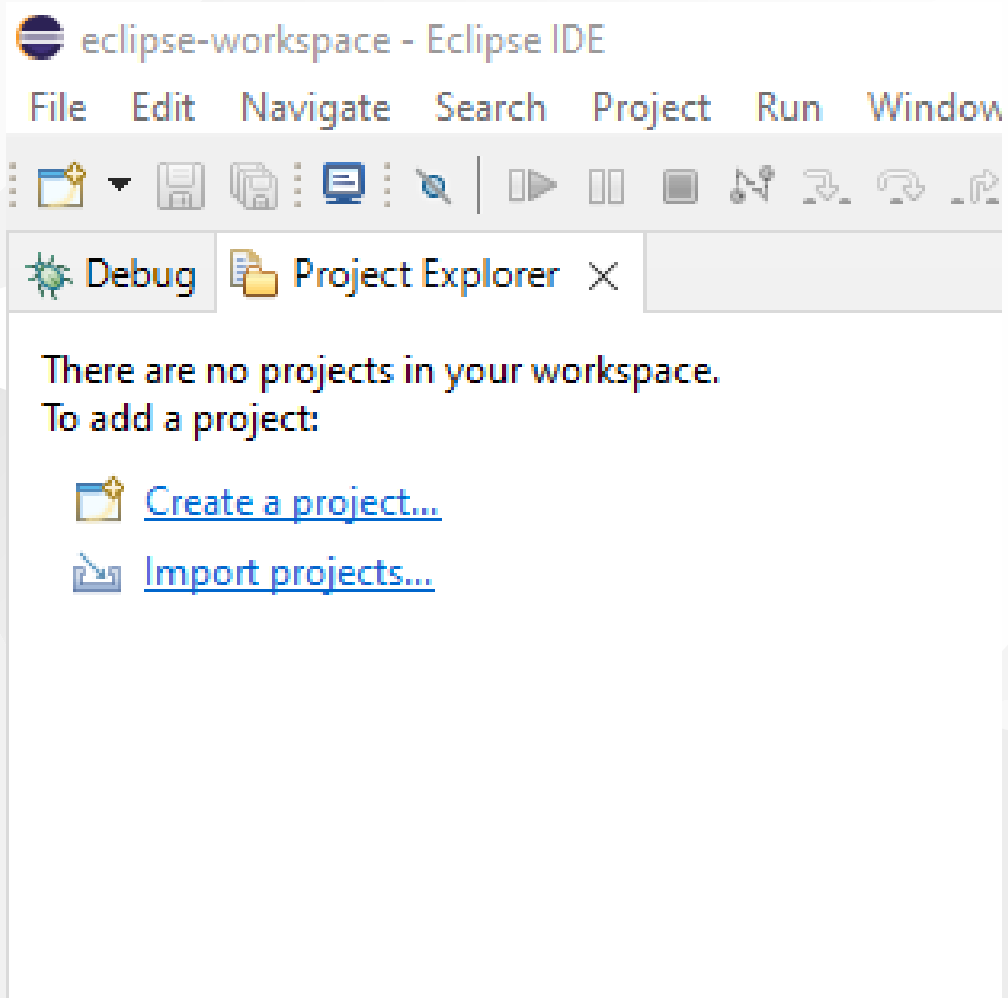 eclipse-workspace - Eclipse IDE
File Edit Navigate Search Project Run Window
Debug Project Explorer
There are no projects in your workspace.
To add a project:
Create a project...
Import projects...